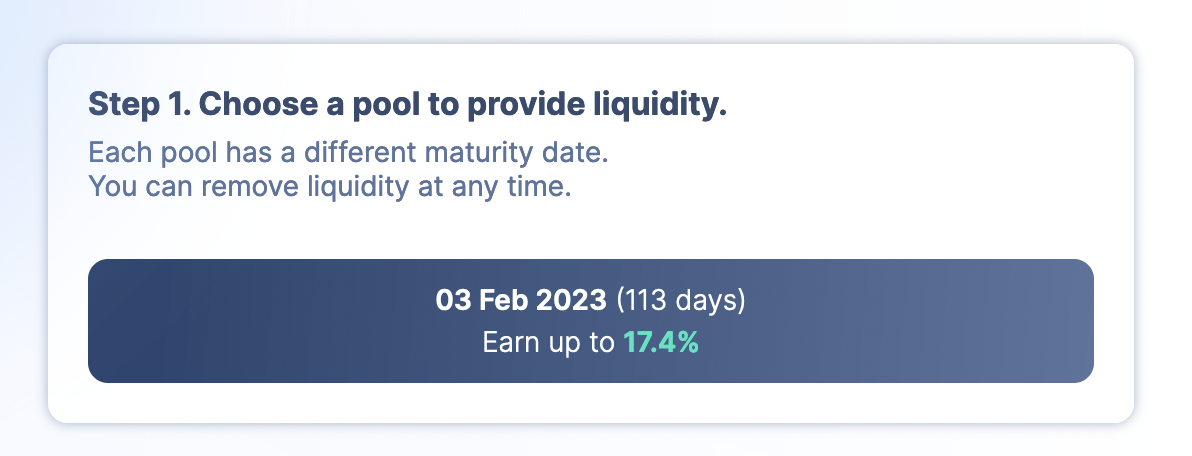 Step 1. Choose a pool to provide liquidity.
Each pool has a different maturity date.
You can remove liquidity at any time.
03 Feb 2023 (113 days)
Earn up to 17.4%